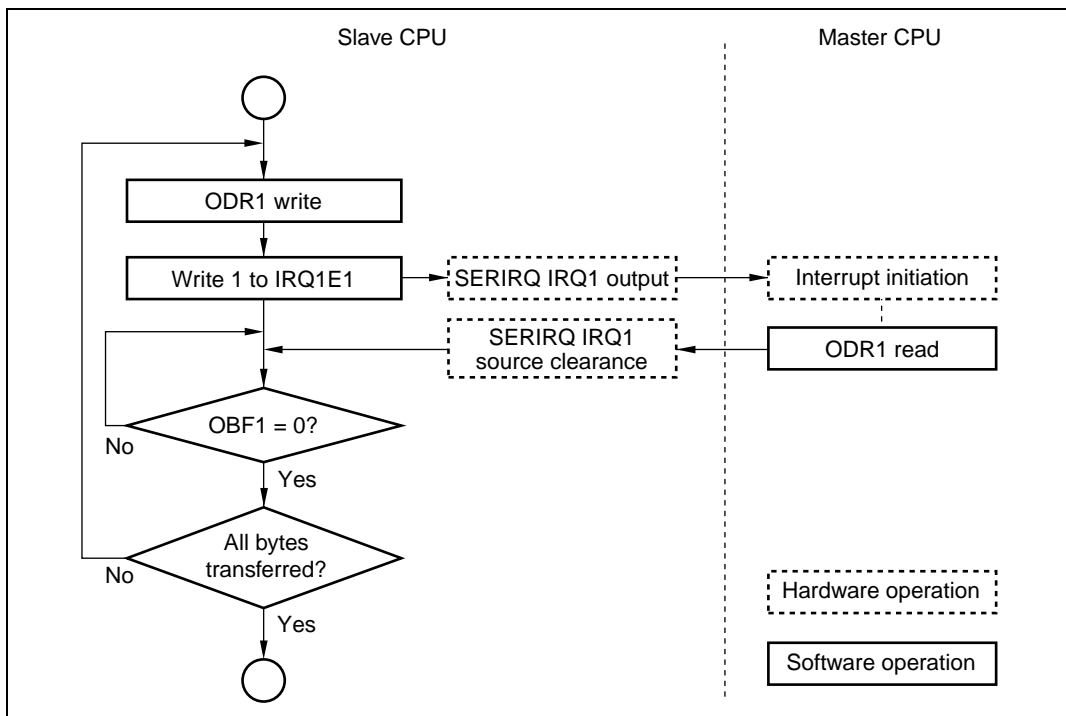 Slave CPU
Master CPU
ODR1 write
Write 1 to IRQ1E1
SERIRQ IRQ1 output
Interrupt initiation
SERIRQ IRQ1
source clearance
ODR1 read
OBF1 = 0?
No
Yes
All bytes
transferred?
No
Yes
Hardware operation
Software operation